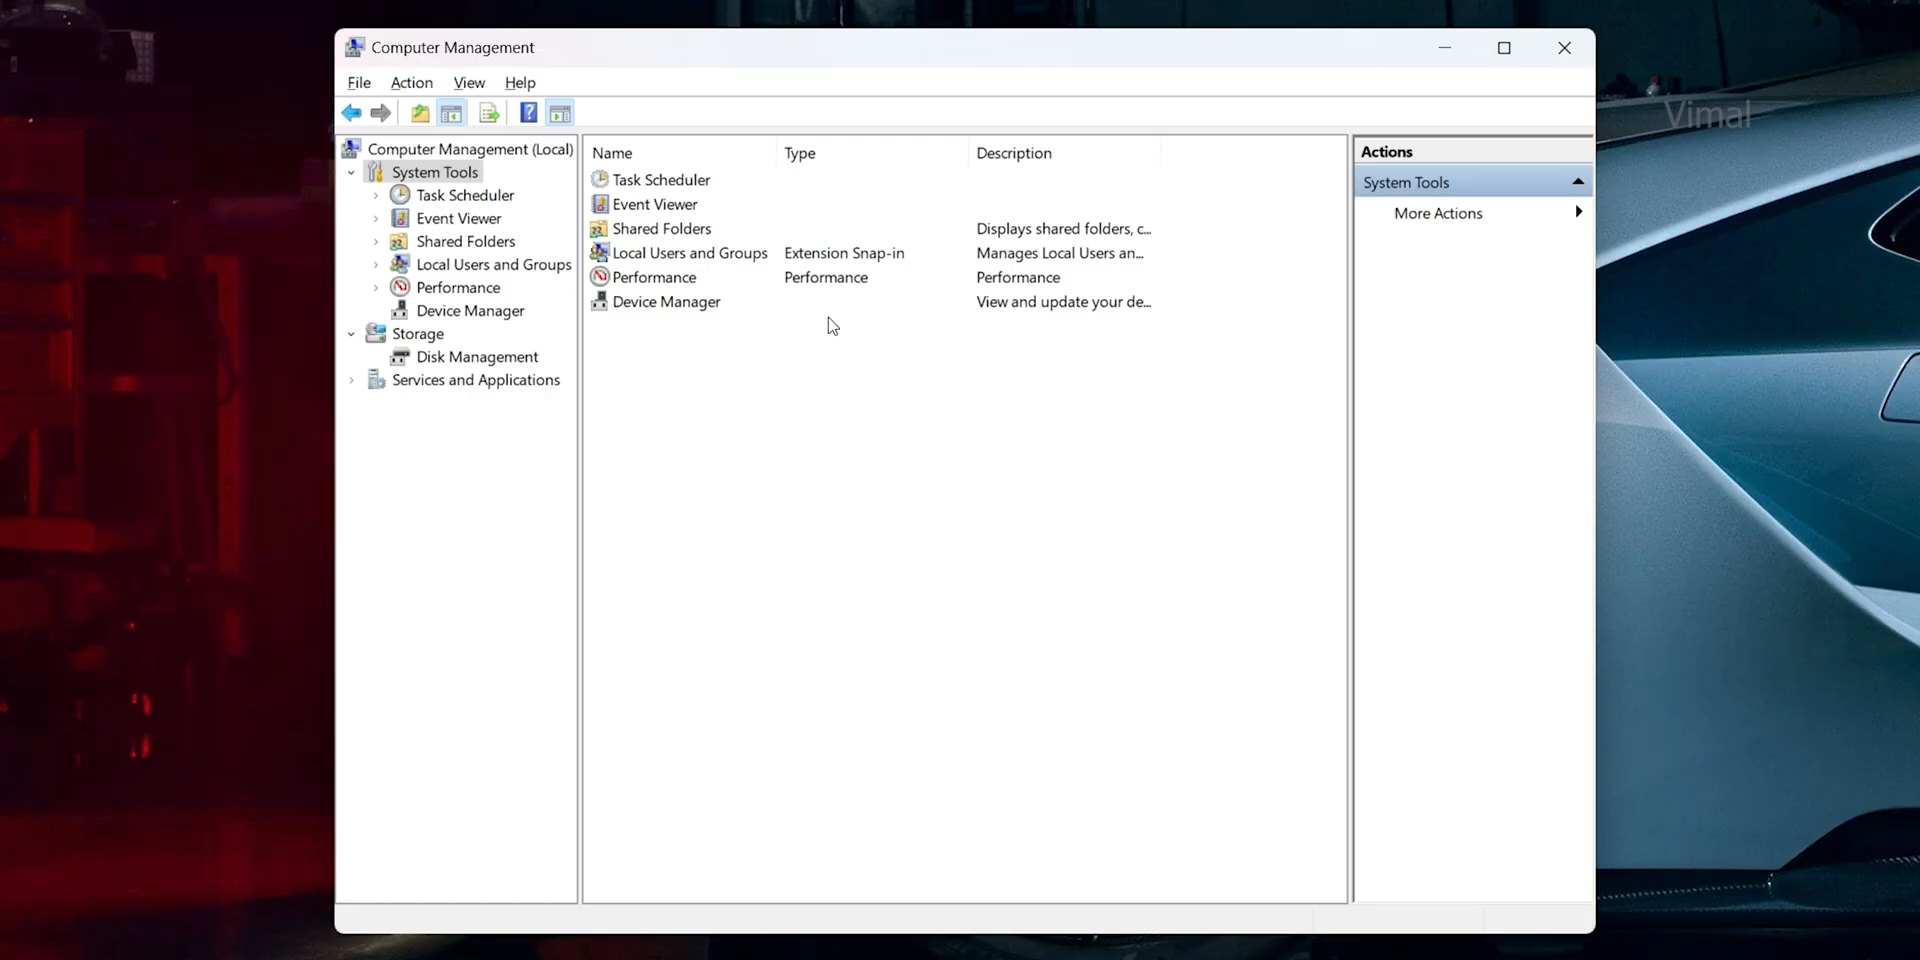 Computer Management
File Action View Help
Vimal
Computer Management (Local)
System Tools
Task Scheduler
Event Viewer
Shared Folders
Local Users and Groups
Performance
Device Manager
Storage
Disk Management
Services and Applications
Name Type Description
Task Scheduler
Event Viewer
Shared Folders Displays shared folders, c...
Local Users and Groups Extension Snap-in Manages Local Users an...
Performance Performance Performance
Device Manager View and update your de...
Actions
System Tools
More Actions